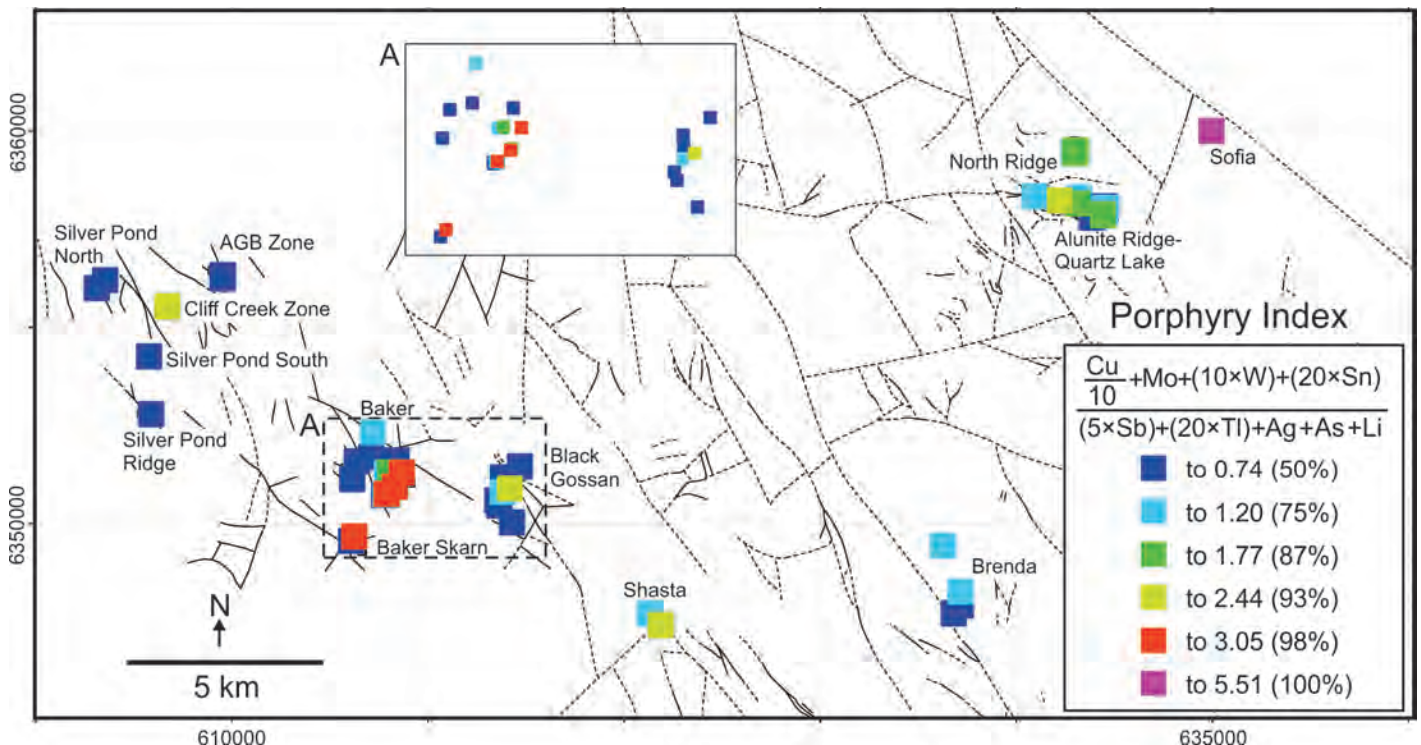 A
6360000
North Ridge
Sofia
Silver Pond
North
AGB Zone
Alunite Ridge-
Quartz Lake
Cliff Creek Zone
Silver Pond South
Baker
A
Silver Pond
Ridge
Black
Gossan
6350000
Baker Skarn
Shasta
Brenda
N
5 km
Porphyry Index
Cu
10
+Mo+(10×W)+(20×Sn)
(5×Sb)+(20×Tl)+Ag+As+Li
to 0.74 (50%)
to 1.20 (75%)
to 1.77 (87%)
to 2.44 (93%)
to 3.05 (98%)
to 5.51 (100%)
610000
635000